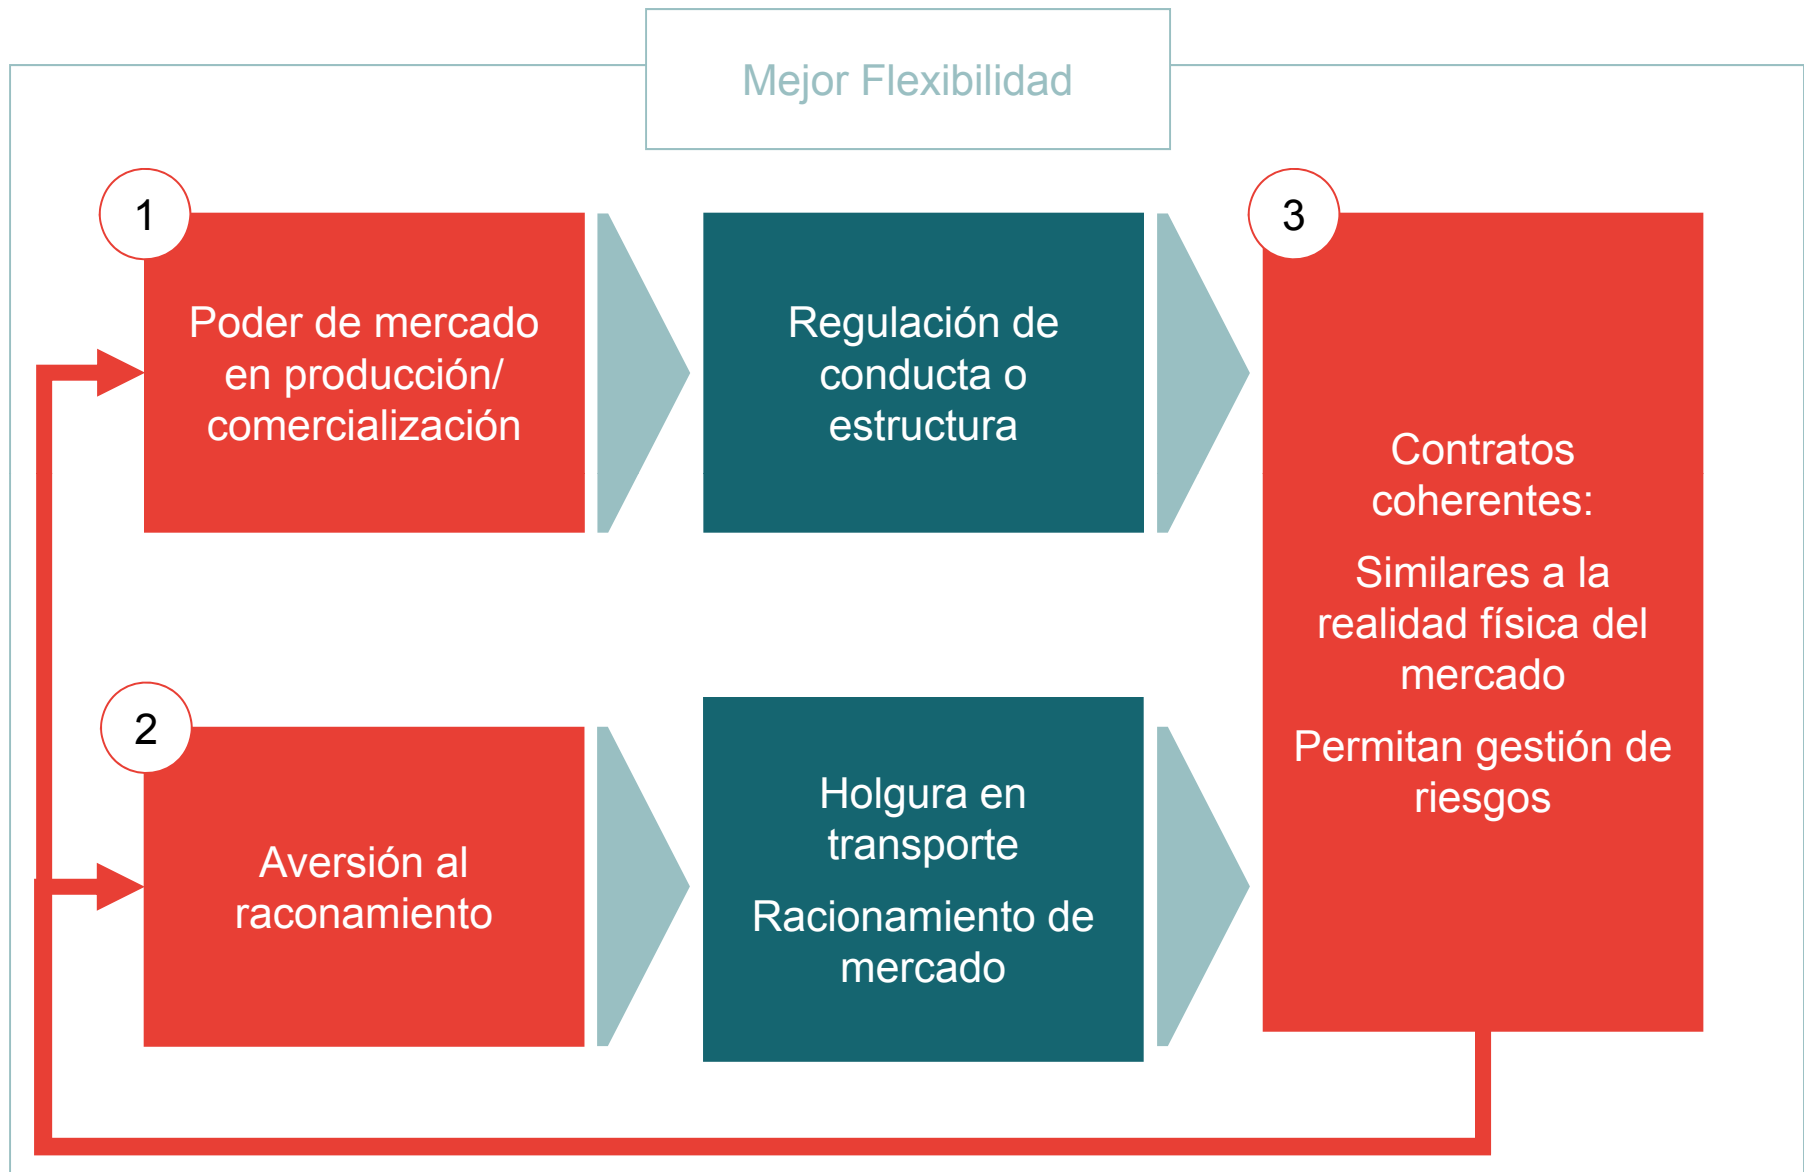 Mejor Flexibilidad
1
Poder de mercado
en producción/
comercialización
Regulación de
conducta o
estructura
3
Contratos
coherentes:
Similares a la
realidad física del
mercado
Permitan gestión de
riesgos
2
Aversión al
raconamiento
Holgura en
transporte
Racionamiento de
mercado